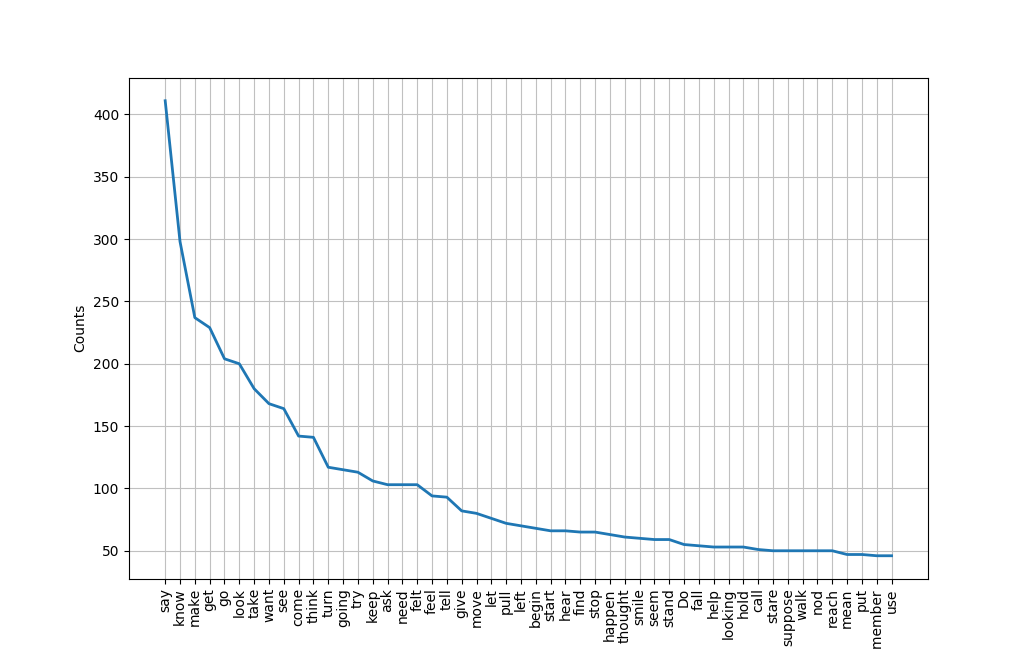 400
350
300
250
200
150
100
50
Counts
say
know
make
get
go
look
take
want
see
come
think
turn
going
try
keep
ask
need
felt
feel
tell
give
move
let
pull
left
begin
start
hear
find
stop
happen
thought
smile
seem
stand
Do
fall
help
looking
hold
call
stare
suppose
walk
nod
reach
mean
put
member
use